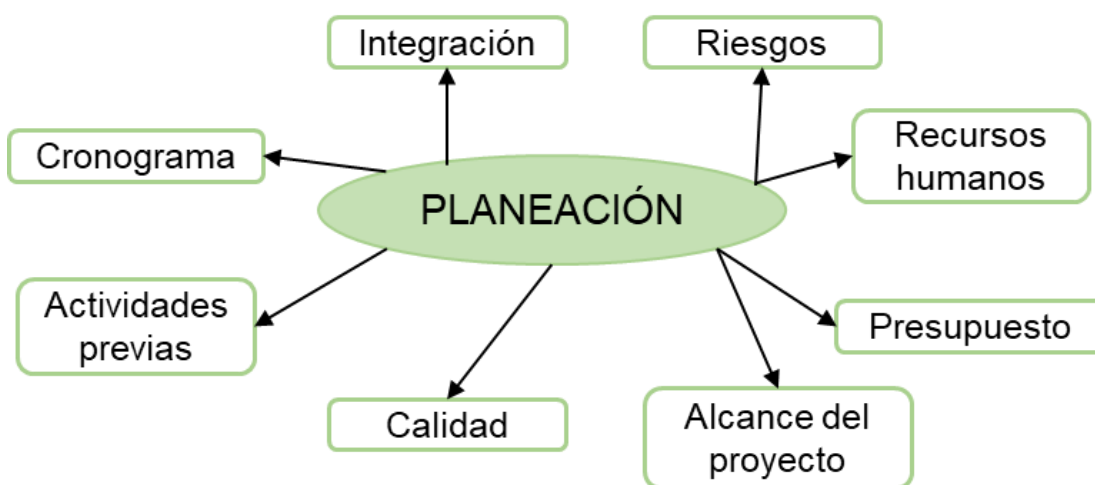 Integración
Riesgos
Cronograma
Recursos
humanos
PLANEACIÓN
Actividades
previas
Presupuesto
Calidad
Alcance del
proyecto